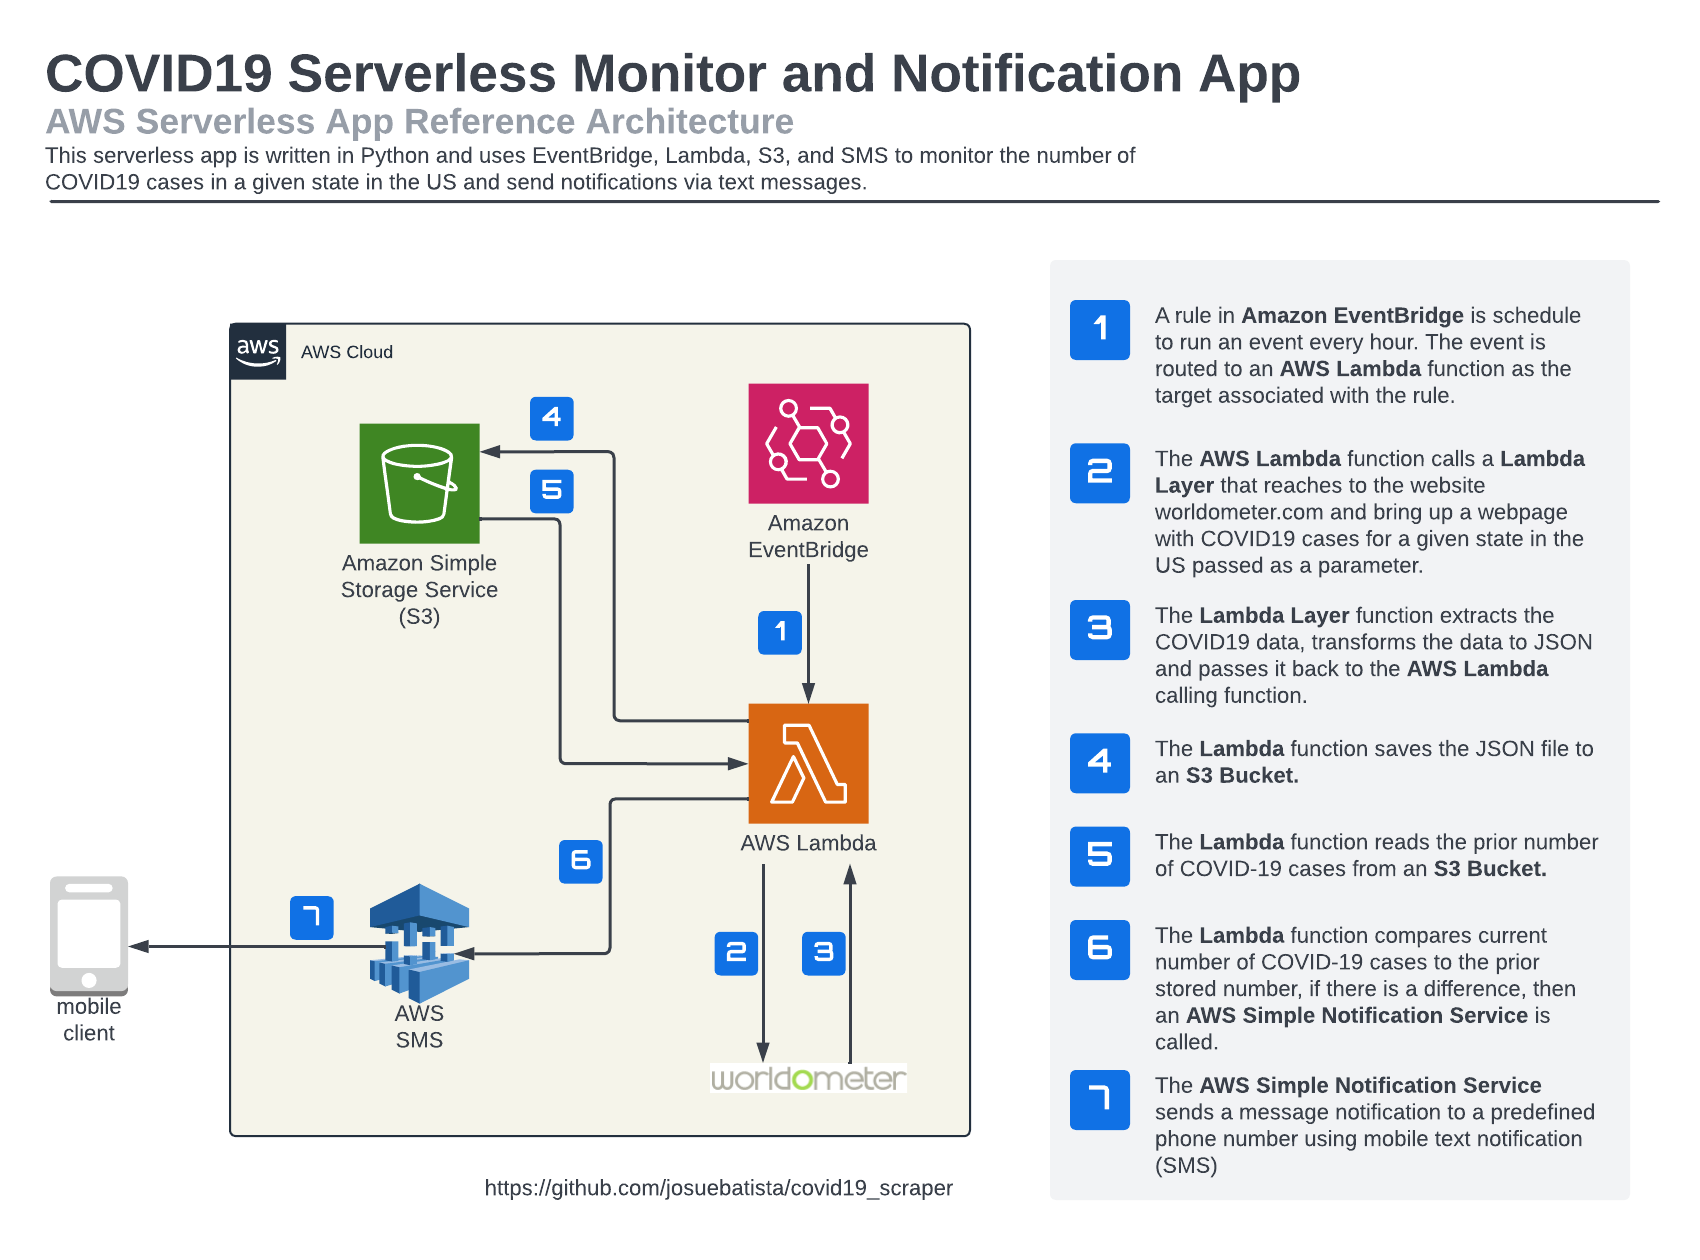 COVID19 Serverless Monitor and Notification App
AWS Serverless App Reference Architecture
This serverless app is written in Python and uses EventBridge, Lambda, S3, and SMS to monitor the number of
COVID19 cases in a given state in the US and send notifications via text messages.
aws
AWS Cloud
4
5
Amazon Simple
Storage Service
(S3)
Amazon
EventBridge
1
AWS Lambda
6
7
2
3
mobile
client
AWS
SMS
worldometer
https://github.com/josuebatista/covid19_scraper
1
A rule in Amazon EventBridge is schedule
to run an event every hour. The event is
routed to an AWS Lambda function as the
target associated with the rule.
2
The AWS Lambda function calls a Lambda
Layer that reaches to the website
worldometer.com and bring up a webpage
with COVID19 cases for a given state in the
US passed as a parameter.
3
The Lambda Layer function extracts the
COVID19 data, transforms the data to JSON
and passes it back to the AWS Lambda
calling function.
4
The Lambda function saves the JSON file to
an S3 Bucket.
5
The Lambda function reads the prior number
of COVID-19 cases from an S3 Bucket.
6
The Lambda function compares current
number of COVID-19 cases to the prior
stored number, if there is a difference, then
an AWS Simple Notification Service is
called.
7
The AWS Simple Notification Service
sends a message notification to a predefined
phone number using mobile text notification
(SMS)